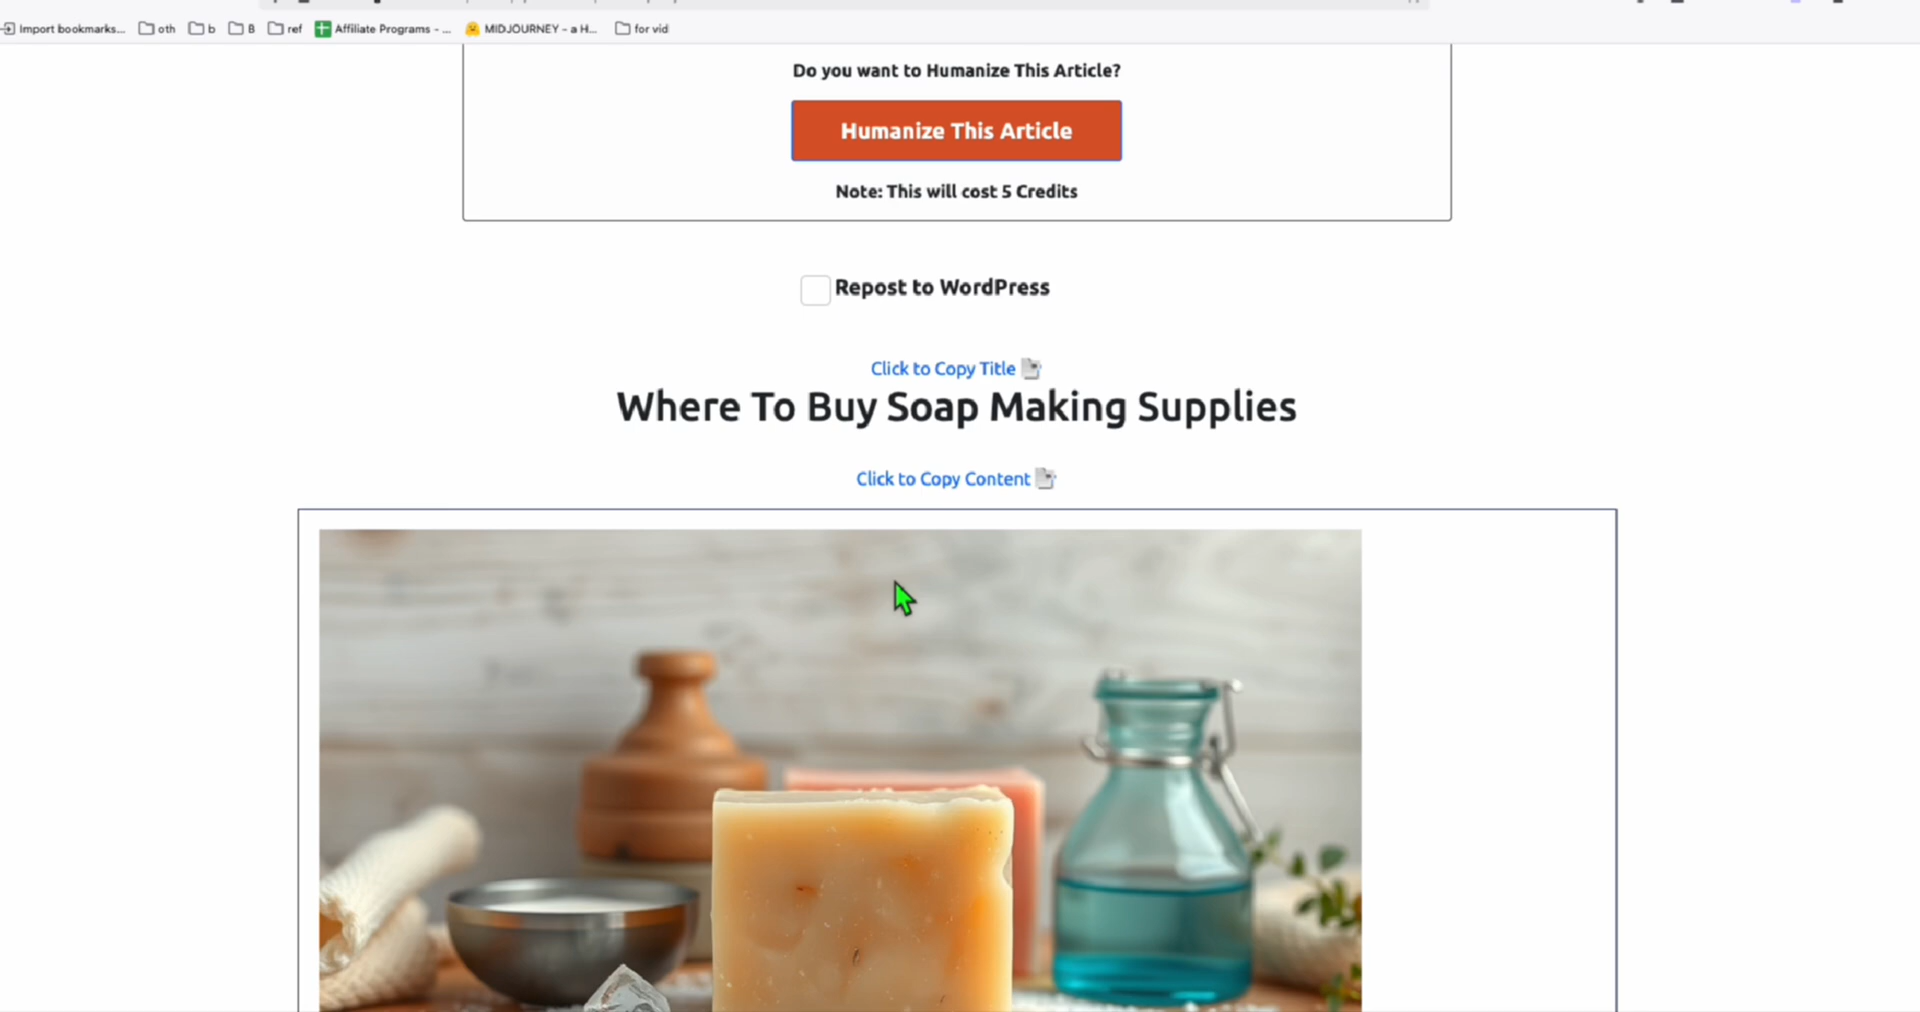 Import bookmarks... oth b B ref Affiliate Programs - ... MIDJOURNEY - a H... for vid
Do you want to Humanize This Article?
Humanize This Article
Note: This will cost 5 Credits
Repost to WordPress
Click to Copy Title
Where To Buy Soap Making Supplies
Click to Copy Content